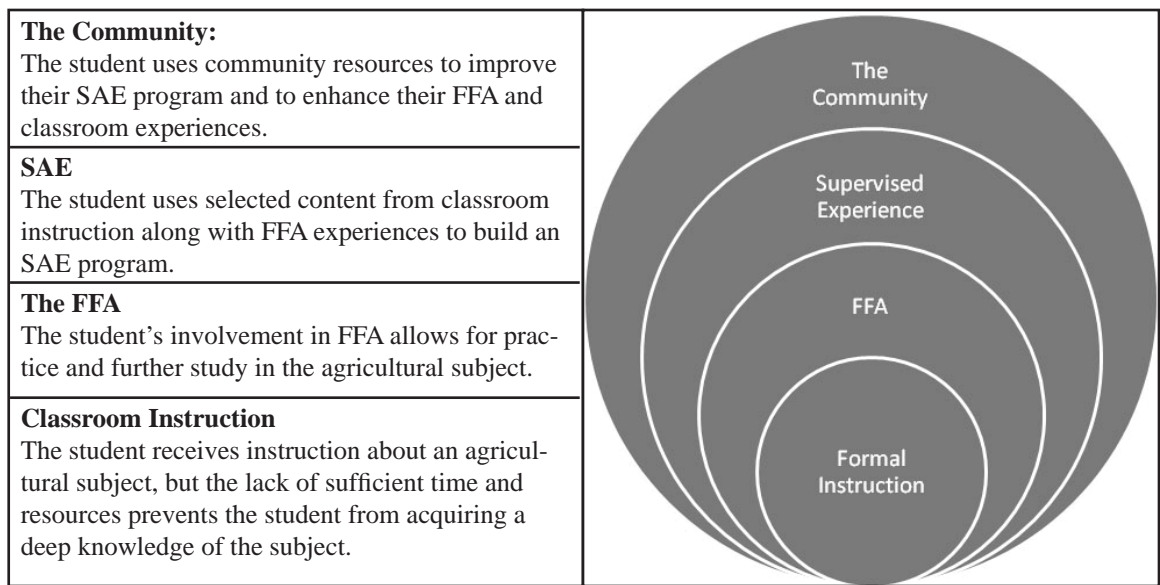 The Community:
The student uses community resources to improve
their SAE program and to enhance their FFA and
classroom experiences.
SAE
The student uses selected content from classroom
instruction along with FFA experiences to build an
SAE program.
The FFA
The student's involvement in FFA allows for prac-
tice and further study in the agricultural subject.
Classroom Instruction
The student receives instruction about an agricul-
tural subject, but the lack of sufficient time and
resources prevents the student from acquiring a
deep knowledge of the subject.
The
Community
Supervised
Experience
FFA
Formal
Instruction